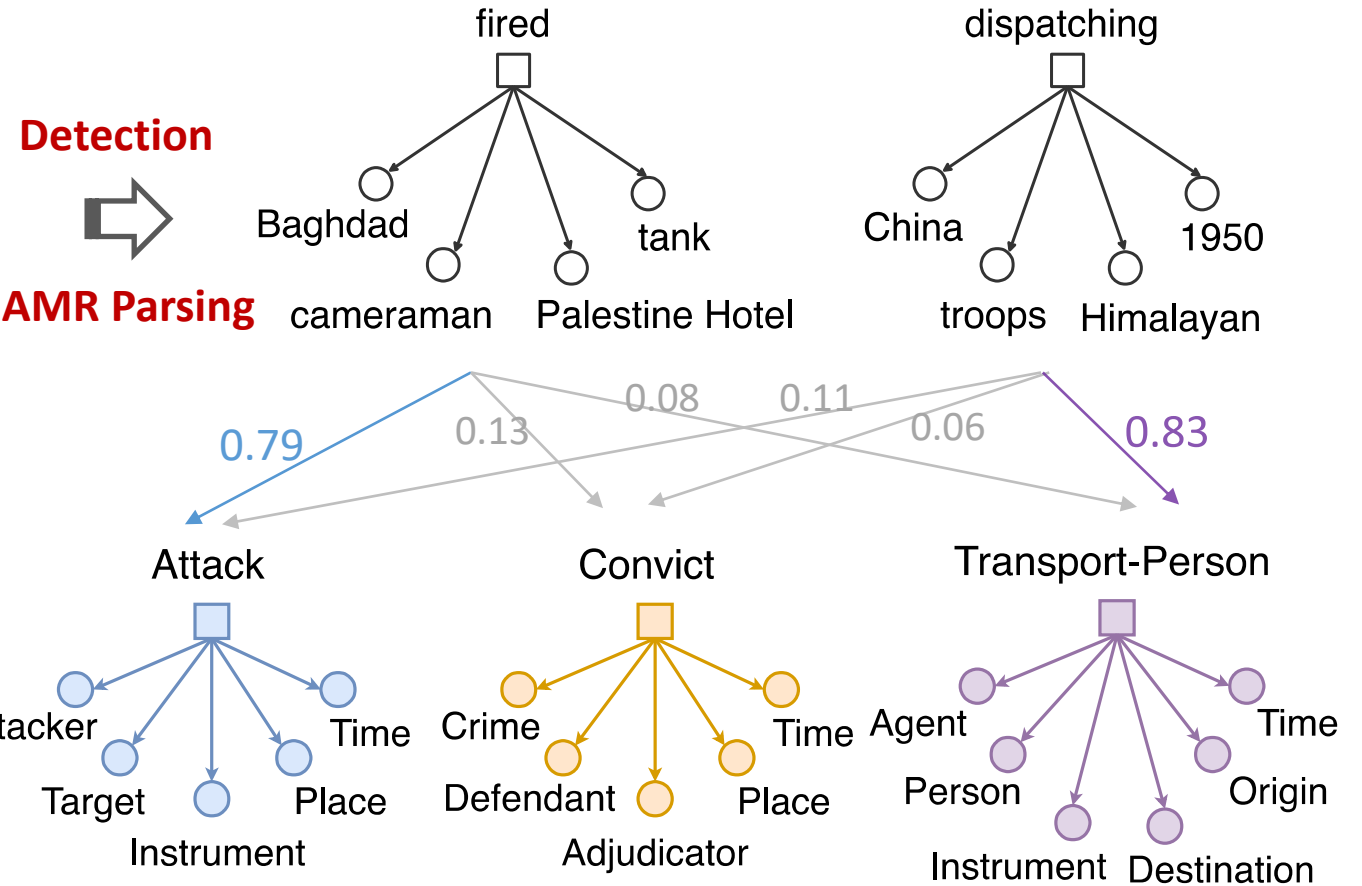 fired
dispatching
Detection
AMR Parsing
Baghdad
tank
cameraman
Palestine Hotel
China
1950
troops
Himalayan
0.79
0.13
0.08
0.11
0.06
0.83
Attack
Convict
Transport-Person
tacker
Time
Target
Place
Instrument
Crime
Time
Defendant
Place
Adjudicator
Agent
Time
Person
Origin
Instrument
Destination